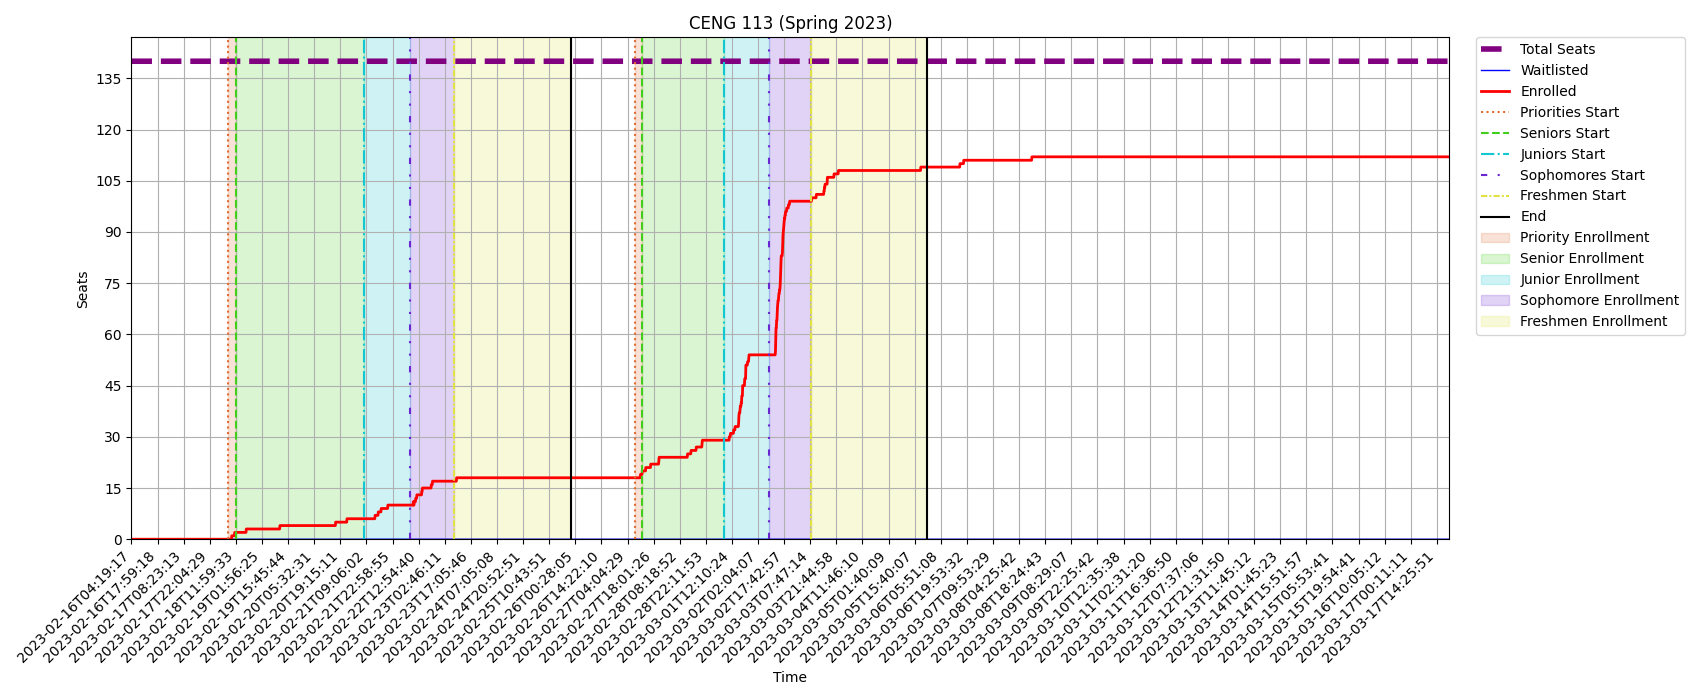 CENG 113 (Spring 2023)
Seats
135
120
105
90
75
60
45
30
15
0
2023-02-16T04:19:17
2023-02-16T17:59:18
2023-02-17T08:23:13
2023-02-17T22:04:29
2023-02-18T11:59:33
2023-02-19T01:56:25
2023-02-19T15:45:44
2023-02-20T05:32:31
2023-02-20T19:15:11
2023-02-21T09:06:02
2023-02-21T22:58:55
2023-02-22T12:54:40
2023-02-23T02:46:11
2023-02-23T17:05:46
2023-02-24T07:05:08
2023-02-24T20:52:51
2023-02-25T10:43:51
2023-02-26T00:28:05
2023-02-26T14:22:10
2023-02-27T04:04:29
2023-02-27T18:01:26
2023-02-28T08:18:52
2023-02-28T22:11:53
2023-03-01T12:10:24
2023-03-02T02:04:07
2023-03-02T17:42:57
2023-03-03T07:47:14
2023-03-03T21:44:58
2023-03-04T11:46:10
2023-03-05T01:40:09
2023-03-05T15:40:07
2023-03-06T05:51:08
2023-03-06T19:53:32
2023-03-07T09:53:29
2023-03-08T04:25:42
2023-03-08T18:24:43
2023-03-09T08:29:07
2023-03-09T22:25:42
2023-03-10T12:35:38
2023-03-11T02:31:20
2023-03-11T16:36:50
2023-03-12T07:37:06
2023-03-12T21:31:50
2023-03-13T11:45:12
2023-03-14T01:45:23
2023-03-14T15:51:57
2023-03-15T05:53:41
2023-03-15T19:54:41
2023-03-16T10:05:12
2023-03-17T00:11:11
2023-03-17T14:25:51
Time
Total Seats
Waitlisted
Enrolled
Priorities Start
Seniors Start
Juniors Start
Sophomores Start
Freshmen Start
End
Priority Enrollment
Senior Enrollment
Junior Enrollment
Sophomore Enrollment
Freshmen Enrollment